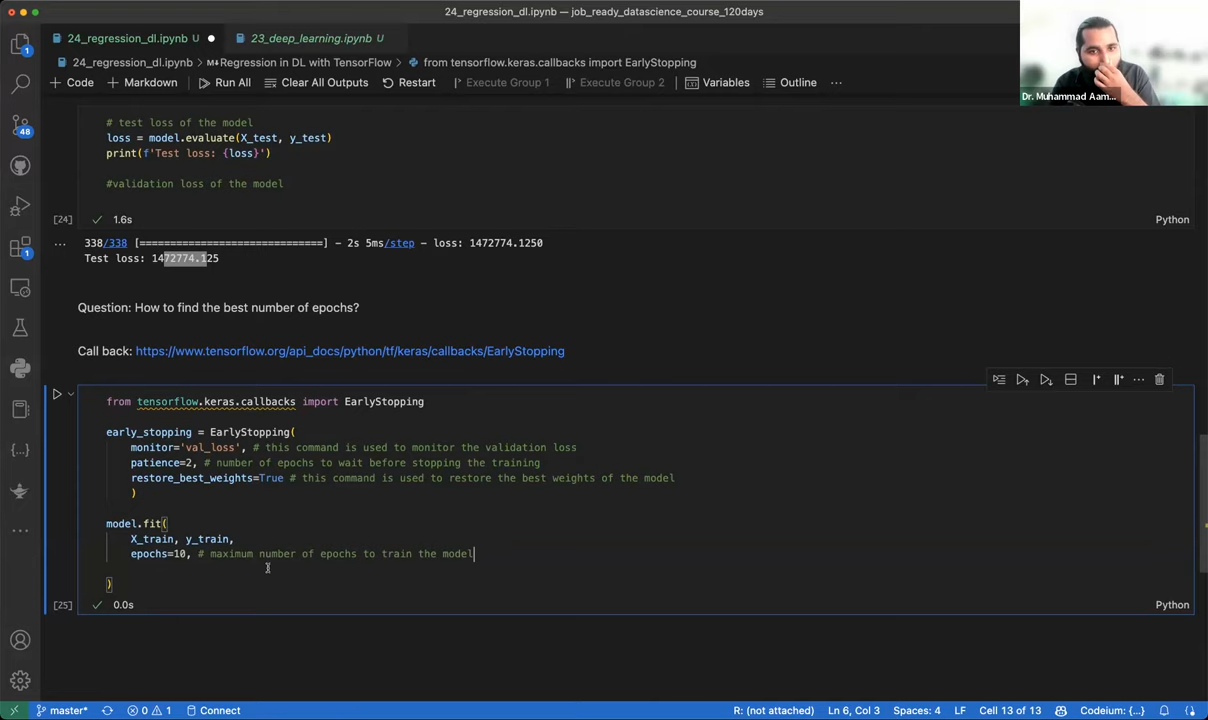 24_regression_dl.ipynb — job_ready_datascience_course_120days
24_regression_dl.ipynb U ● 23_deep_learning.ipynb U
24_regression_dl.ipynb > M↓Regression in DL with TensorFlow > from tensorflow.keras.callbacks import EarlyStopping
+ Code + Markdown Run All Clear All Outputs Restart Execute Group 1 Execute Group 2 Variables Outline ...
Dr. Muhammad Aam...
1
48
1
# test loss of the model
loss = model.evaluate(X_test, y_test)
print(f'Test loss: {loss}')
#validation loss of the model
[24] ✓ 1.6s Python
... 338/338 [==============================] - 2s 5ms/step - loss: 1472774.1250
Test loss: 1472774.125
Question: How to find the best number of epochs?
Call back: https://www.tensorflow.org/api_docs/python/tf/keras/callbacks/EarlyStopping
from tensorflow.keras.callbacks import EarlyStopping
early_stopping = EarlyStopping(
monitor='val_loss', # this command is used to monitor the validation loss
patience=2, # number of epochs to wait before stopping the training
restore_best_weights=True # this command is used to restore the best weights of the model
)
model.fit(
X_train, y_train,
epochs=10, # maximum number of epochs to train the model
)
[25] ✓ 0.0s Python
master* 0 1 Connect R: (not attached) Ln 6, Col 3 Spaces: 4 LF Cell 13 of 13 Codeium: {...}